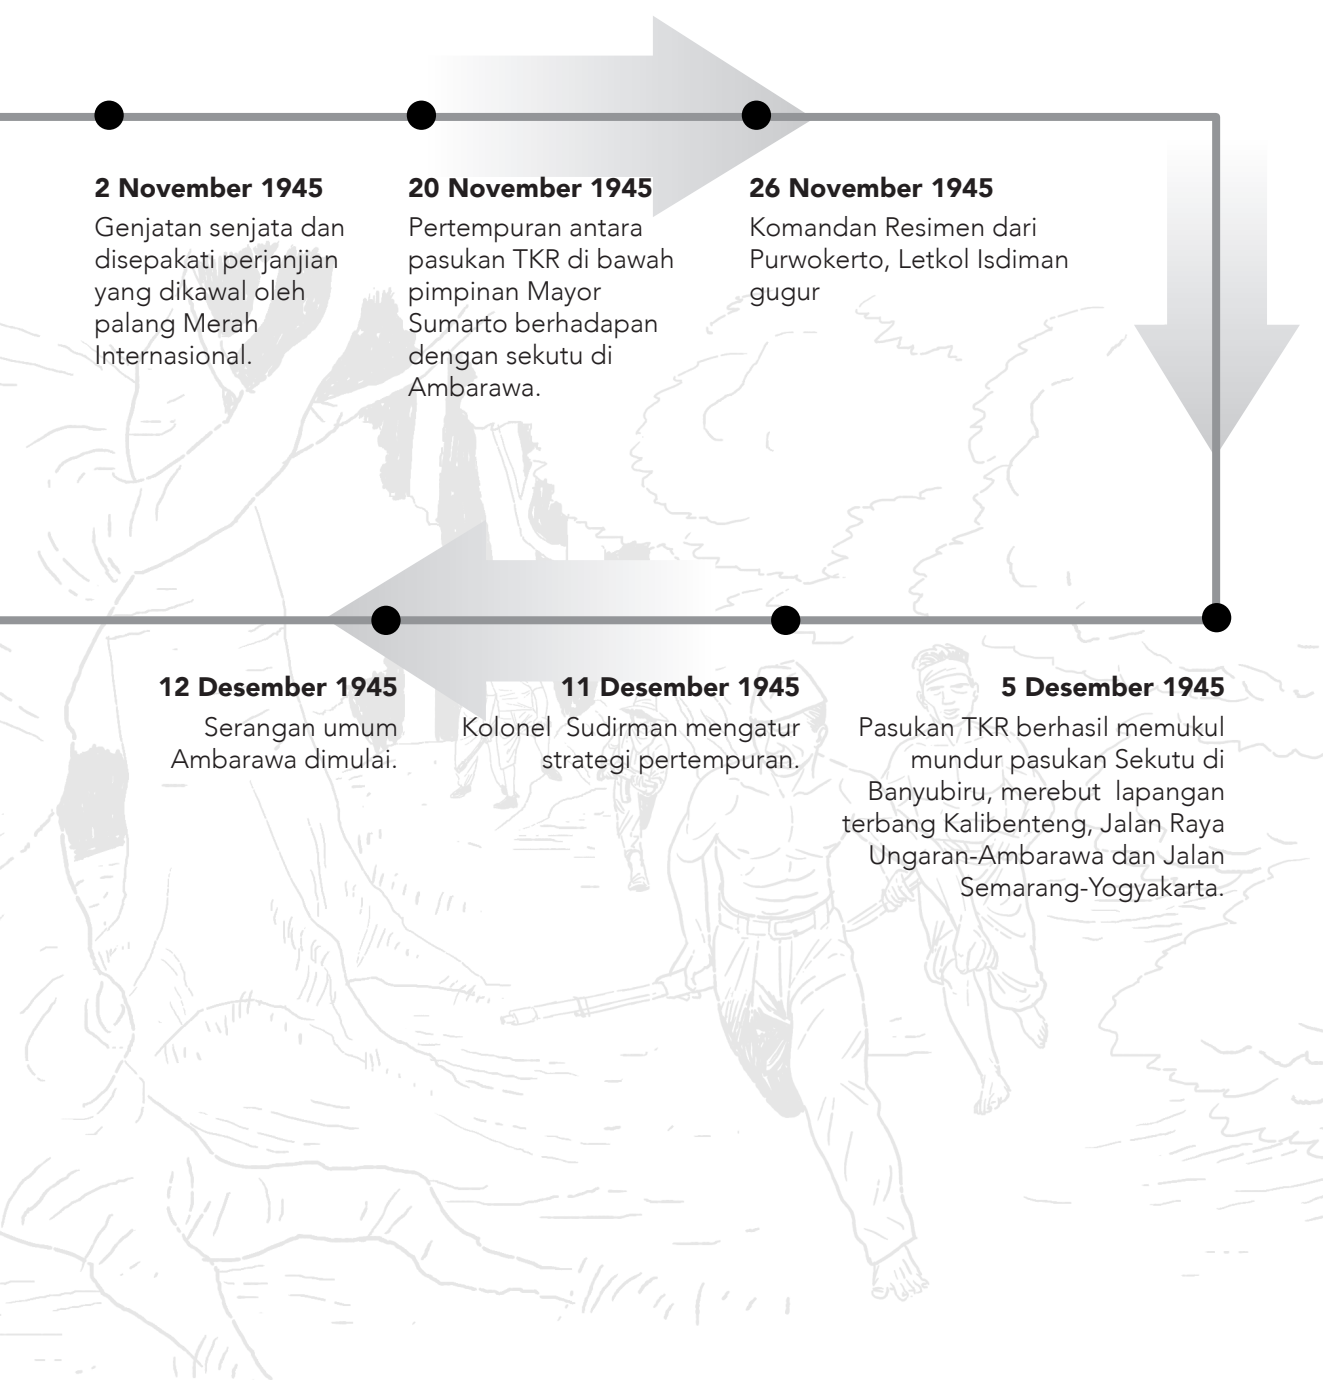 2 November 1945
Genjatan senjata dan
disepakati perjanjian
yang dikawal oleh
palang Merah
Internasional.
20 November 1945
Pertempuran antara
pasukan TKR di bawah
pimpinan Mayor
Sumarto berhadapan
dengan sekutu di
Ambarawa.
26 November 1945
Komandan Resimen dari
Purwokerto, Letkol Isdiman
gugur
5 Desember 1945
Pasukan TKR berhasil memukul
mundur pasukan Sekutu di
Banyubiru, merebut lapangan
terbang Kalibenteng, Jalan Raya
Ungaran-Ambarawa dan Jalan
Semarang-Yogyakarta.
11 Desember 1945
Kolonel Sudirman mengatur
strategi pertempuran.
12 Desember 1945
Serangan umum
Ambarawa dimulai.